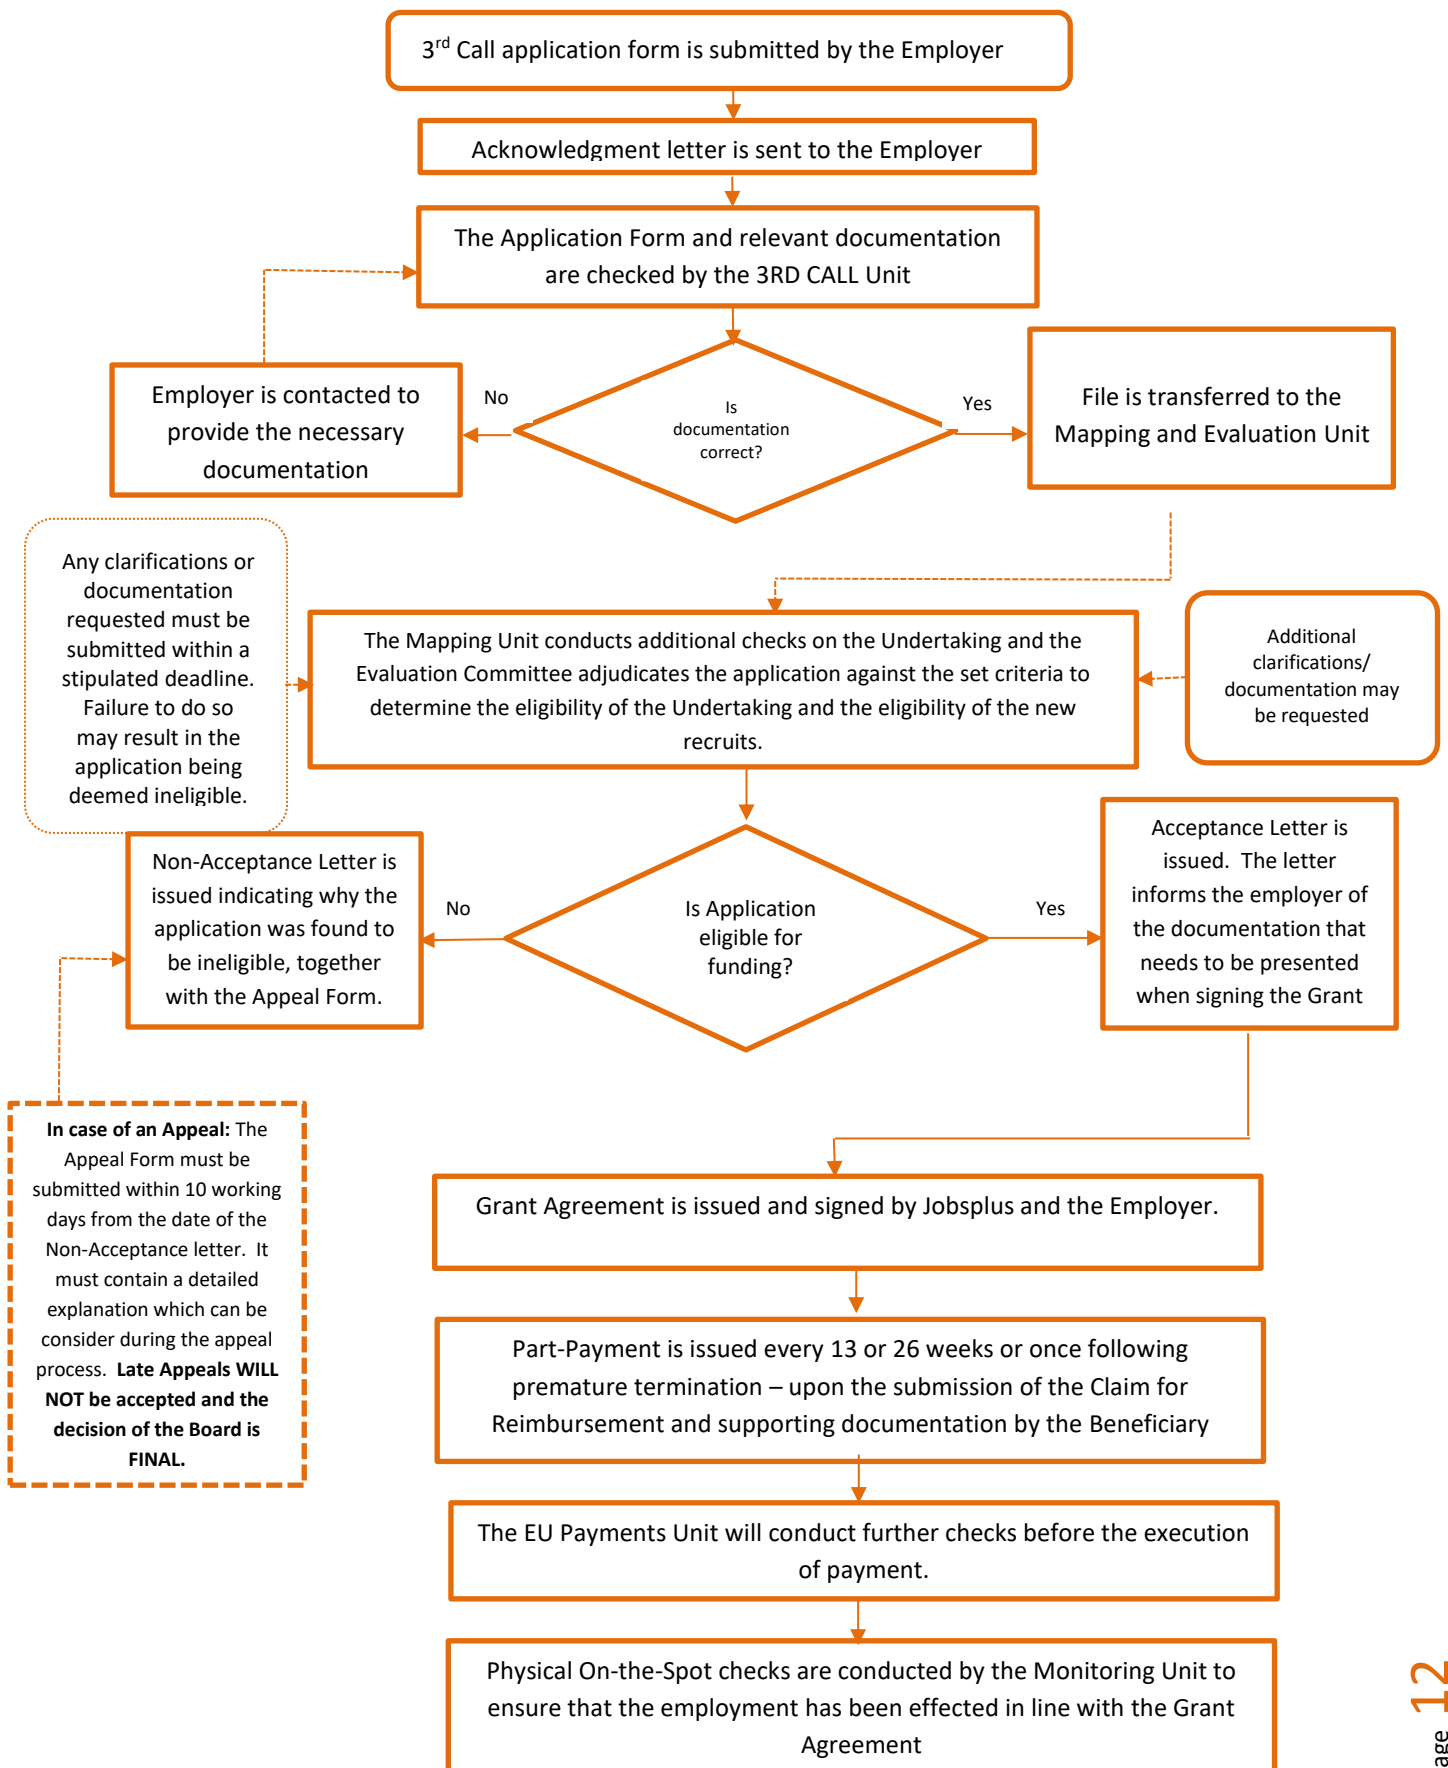 3rd Call application form is submitted by the Employer
Acknowledgment letter is sent to the Employer
The Application Form and relevant documentation
are checked by the 3RD CALL Unit
Employer is contacted to
provide the necessary
documentation
No
Is
documentation
correct?
Yes
File is transferred to the
Mapping and Evaluation Unit
Any clarifications or
documentation
requested must be
submitted within a
stipulated deadline.
Failure to do so
may result in the
application being
deemed ineligible.
The Mapping Unit conducts additional checks on the Undertaking and the
Evaluation Committee adjudicates the application against the set criteria to
determine the eligibility of the Undertaking and the eligibility of the new
recruits.
Additional
clarifications/
documentation may
be requested
Non-Acceptance Letter is
issued indicating why the
application was found to
be ineligible, together
with the Appeal Form.
No
Is Application
eligible for
funding?
Yes
Acceptance Letter is
issued. The letter
informs the employer of
the documentation that
needs to be presented
when signing the Grant
In case of an Appeal: The
Appeal Form must be
submitted within 10 working
days from the date of the
Non-Acceptance letter. It
must contain a detailed
explanation which can be
consider during the appeal
process. Late Appeals WILL
NOT be accepted and the
decision of the Board is
FINAL.
Grant Agreement is issued and signed by Jobsplus and the Employer.
Part-Payment is issued every 13 or 26 weeks or once following
premature termination – upon the submission of the Claim for
Reimbursement and supporting documentation by the Beneficiary
The EU Payments Unit will conduct further checks before the execution
of payment.
Physical On-the-Spot checks are conducted by the Monitoring Unit to
ensure that the employment has been effected in line with the Grant
Agreement
age 12